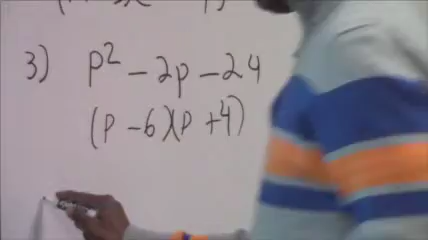 3) p² - 2p - 24
(p - 6)(p + 4)